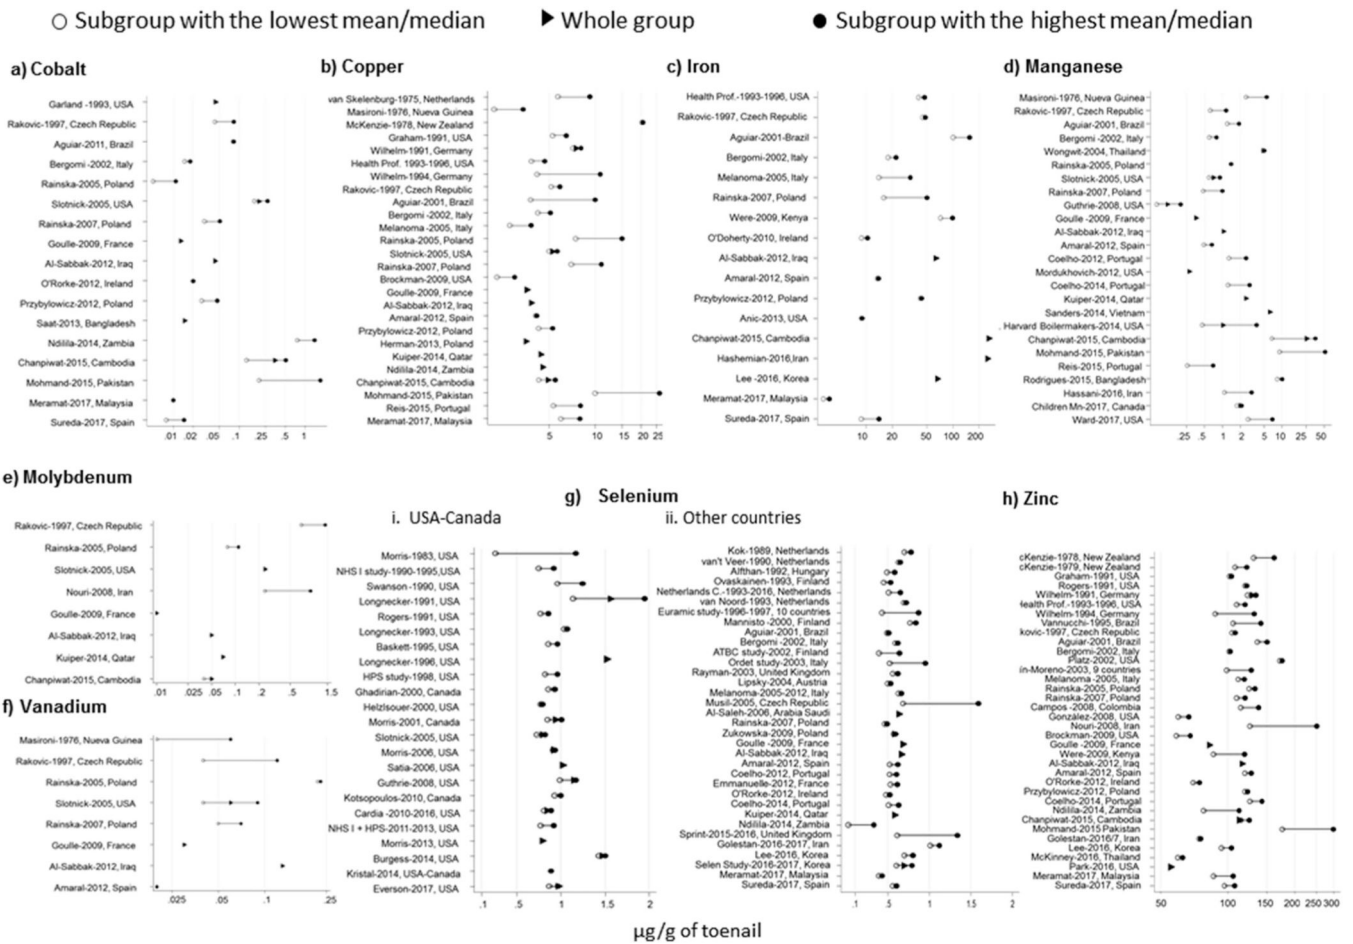 Subgroup with the lowest mean/median
Whole group
Subgroup with the highest mean/median
a) Cobalt
Garland -1993, USA
Rakovic-1997, Czech Republic
Aguiar-2011, Brazil
Bergomi -2002, Italy
Rainska-2005, Poland
Slotnick-2005, USA
Rainska-2007, Poland
Goulle-2009, France
Al-Sabbak-2012, Iraq
O'Rorke-2012, Ireland
Przybylowicz-2012, Poland
Saat-2013, Bangladesh
Ndilila-2014, Zambia
Chanpiwat-2015, Cambodia
Mohmand-2015, Pakistan
Meramat-2017, Malaysia
Sureda-2017, Spain
.01 .02 .05 .1 .25 .5 1
b) Copper
van Skelenburg-1975, Netherlands
Masironi-1976, Nueva Guinea
McKenzie-1978, New Zealand
Graham-1991, USA
Wilhelm-1991, Germany
Health Prof. 1993-1996, USA
Wilhelm-1994, Germany
Rakovic-1997, Czech Republic
Aguiar-2001, Brazil
Bergomi -2002, Italy
Melanoma -2005, Italy
Rainska-2005, Poland
Slotnick-2005, USA
Rainska-2007, Poland
Brockman-2009, USA
Goulle-2009, France
Al-Sabbak-2012, Iraq
Amaral-2012, Spain
Przybylowicz-2012, Poland
Herman-2013, Poland
Kuiper-2014, Qatar
Ndilila-2014, Zambia
Chanpiwat-2015, Cambodia
Mohmand-2015, Pakistan
Reis-2015, Portugal
Meramat-2017, Malaysia
5 10 15 20 25
c) Iron
Health Prof.-1993-1996, USA
Rakovic-1997, Czech Republic
Aguiar-2001-Brazil
Bergomi-2002, Italy
Melanoma-2005, Italy
Rainska-2007, Poland
Were-2009, Kenya
O'Doherty-2010, Ireland
Al-Sabbak-2012, Iraq
Amaral-2012, Spain
Przybylowicz-2012, Poland
Anic-2013, USA
Chanpiwat-2015, Cambodia
Hashemian-2016,Iran
Lee -2016, Korea
Meramat-2017, Malaysia
Sureda-2017, Spain
10 20 50 100 200
d) Manganese
Masironi-1976, Nueva Guinea
Rakovic-1997, Czech Republic
Aguiar-2001, Brazil
Bergomi -2002, Italy
Wongwit-2004, Thailand
Rainska-2005, Poland
Slotnick-2005, USA
Rainska-2007, Poland
Guthrie-2008, USA
Goulle -2009, France
Al-Sabbak-2012, Iraq
Amaral-2012, Spain
Coelho-2012, Portugal
Mordukhovich-2012, USA
Coelho-2014, Portugal
Kuiper-2014, Qatar
Sanders-2014, Vietnam
. Harvard Boilermakers-2014, USA
Chanpiwat-2015, Cambodia
Mohmand-2015, Pakistan
Reis-2015, Portugal
Rodrigues-2015, Bangladesh
Hassani-2016, Iran
Children Mn-2017, Canada
Ward-2017, USA
.25 .5 1 2 5 10 25 50
e) Molybdenum
Rakovic-1997, Czech Republic
Rainska-2005, Poland
Slotnick-2005, USA
Nouri-2008, Iran
Goulle-2009, France
Al-Sabbak-2012, Iraq
Kuiper-2014, Qatar
Chanpiwat-2015, Cambodia
.01 .05 .1 .2 .5 1 1.5
f) Vanadium
Masironi-1976, Nueva Guinea
Rakovic-1997, Czech Republic
Rainska-2005, Poland
Slotnick-2005, USA
Rainska-2007, Poland
Goulle-2009, France
Al-Sabbak-2012, Iraq
Amaral-2012, Spain
.025 .05 .1 .25
g) Selenium
i. USA-Canada
Morris-1983, USA
NHS I study-1990-1995,USA
Swanson-1990, USA
Longnecker-1991, USA
Rogers-1991, USA
Longnecker-1993, USA
Baskett-1995, USA
Longnecker-1996, USA
HPS study-1998, USA
Ghadirian-2000, Canada
Helzlsouer-2000, USA
Morris-2001, Canada
Slotnick-2005, USA
Morris-2006, USA
Satia-2006, USA
Guthrie-2008, USA
Kotsopoulos-2010, Canada
Cardia -2010-2016, USA
NHS I + HPS-2011-2013, USA
Morris-2013, USA
Burgess-2014, USA
Kristal-2014, USA-Canada
Everson-2017, USA
.1 .5 1 1.5 2
ii. Other countries
Kok-1989, Netherlands
van't Veer-1990, Netherlands
Alfthan-1992, Hungary
Ovaskainen-1993, Finland
Netherlands C.-1993-2016, Netherlands
van Noord-1993, Netherlands
Euramic study-1996-1997, 10 countries
Mannisto -2000, Finland
Aguiar-2001, Brazil
Bergomi -2002, Italy
ATBC study-2002, Finland
Ordet study-2003, Italy
Rayman-2003, United Kingdom
Lipsky-2004, Austria
Melanoma-2005-2012, Italy
Musil-2005, Czech Republic
Al-Saleh-2006, Arabia Saudi
Rainska-2007, Poland
Zukowska-2009, Poland
Goulle -2009, France
Al-Sabbak-2012, Iraq
Amaral-2012, Spain
Coelho-2012, Portugal
Emmanuelle-2012, France
O'Rorke-2012, Ireland
Coelho-2014, Portugal
Kuiper-2014, Qatar
Ndilila-2014, Zambia
Sprint-2015-2016, United Kingdom
Golestan-2016-2017, Iran
Lee-2016, Korea
Selen Study-2016-2017, Korea
Meramat-2017, Malaysia
Sureda-2017, Spain
.1 .5 1 1.5 2
h) Zinc
cKenzie-1978, New Zealand
cKenzie-1979, New Zealand
Graham-1991, USA
Rogers-1991, USA
Wilhelm-1991, Germany
Health Prof.-1993-1996, USA
Wilhelm-1994, Germany
Vannucchi-1995, Brazil
kovic-1997, Czech Republic
Aguiar-2001, Brazil
Bergomi-2002, Italy
Platz-2002, USA
in-Moreno-2003, 9 countries
Melanoma -2005, Italy
Rainska-2005, Poland
Rainska-2007, Poland
Campos -2008, Colombia
González-2008, USA
Nouri-2008, Iran
Brockman-2009, USA
Goulle -2009, France
Were-2009, Kenya
Al-Sabbak-2012, Iraq
Amaral-2012, Spain
O'Rorke-2012, Ireland
Przybylowicz-2012, Poland
Coelho-2014, Portugal
Ndilila-2014, Zambia
Chanpiwat-2015, Cambodia
Mohmand-2015 Pakistan
Golestan-2016/7, Iran
Lee-2016, Korea
McKinney-2016, Thailand
Park-2016, USA
Meramat-2017, Malaysia
Sureda-2017, Spain
50 100 150 200 250 300
µg/g of toenail